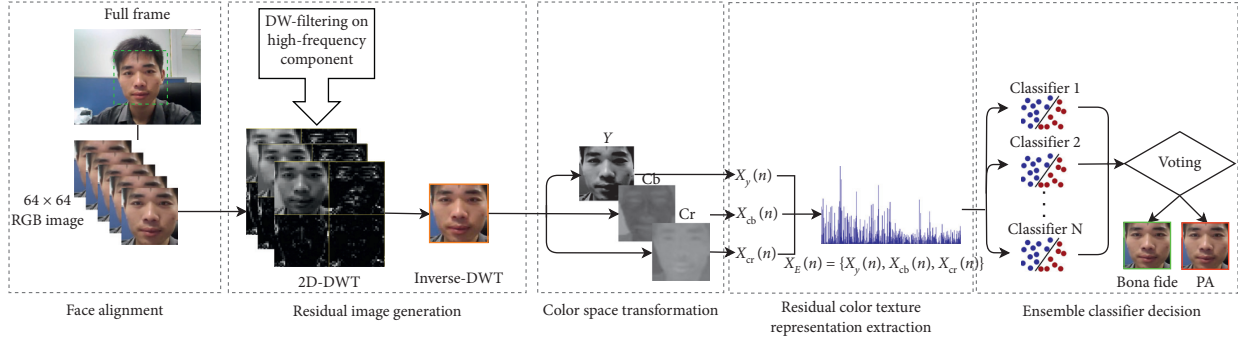 Full frame
64 × 64
RGB image
Face alignment
DW-filtering on
high-frequency
component
2D-DWT
Inverse-DWT
Residual image generation
Y
Cb
Cr
Color space transformation
X_y (n)
X_cb (n)
X_cr (n)
X_E (n) = {X_y (n), X_cb (n), X_cr (n)}
Residual color texture
representation extraction
Classifier 1
Classifier 2
Classifier N
Voting
Bona fide
PA
Ensemble classifier decision